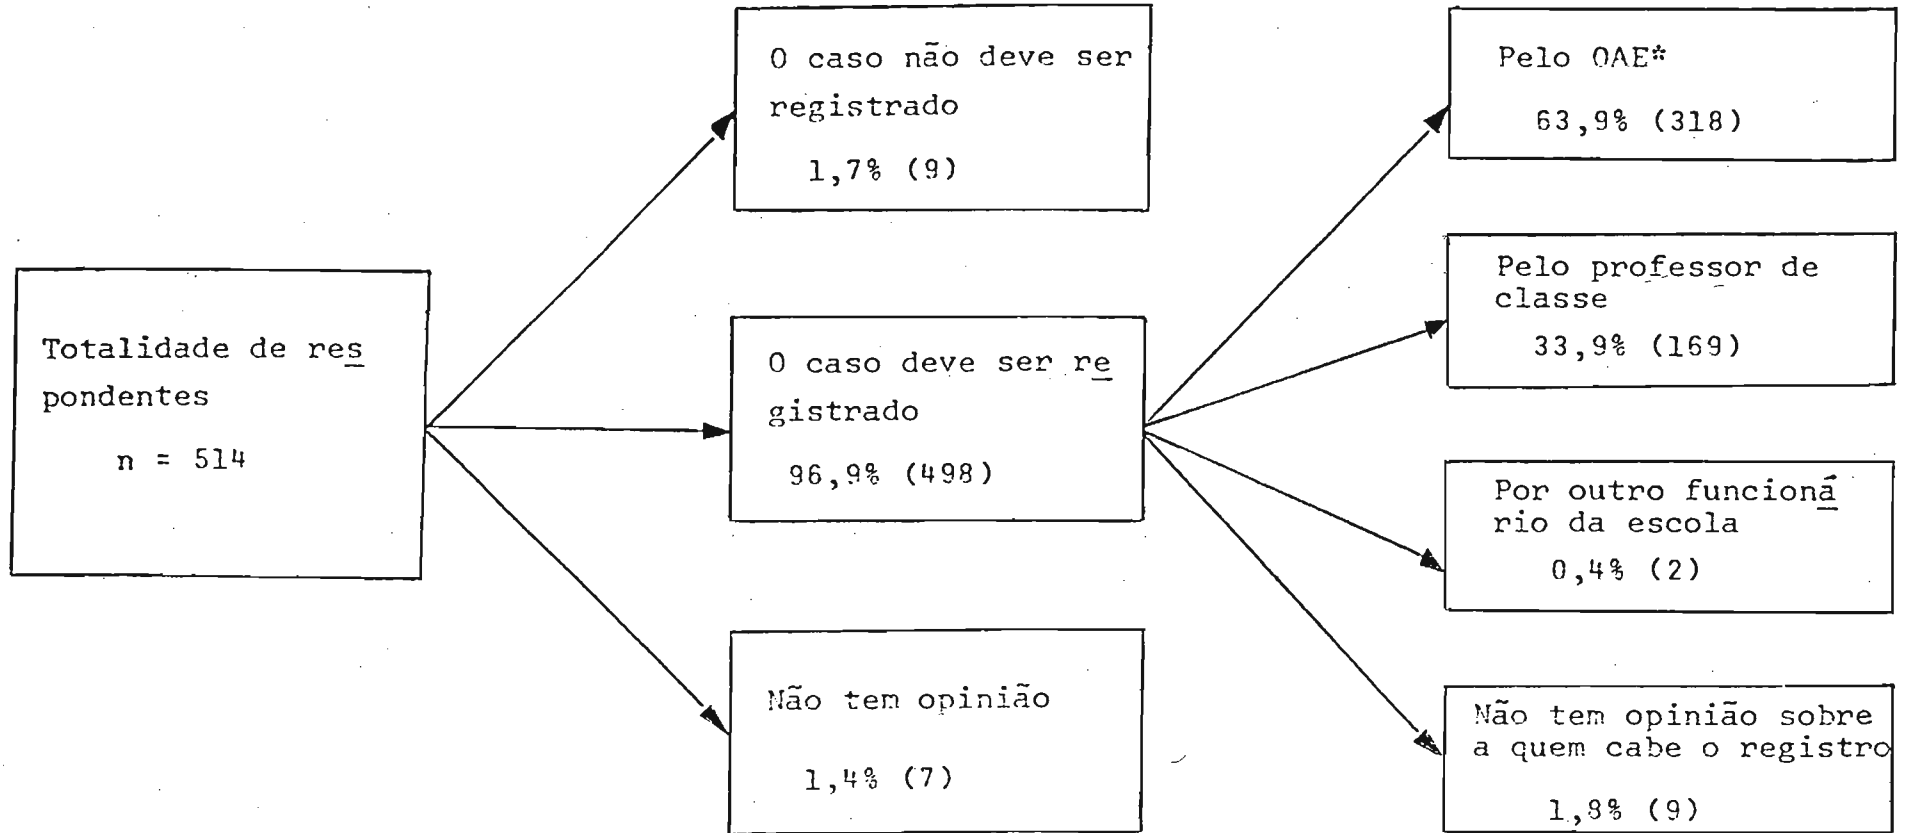 Totalidade de res
pondentes
n = 514
O caso não deve ser
registrado
1,7% (9)
O caso deve ser re
gistrado
96,9% (498)
Não tem opinião
1,4% (7)
Pelo OAE*
63,9% (318)
Pelo professor de
classe
33,9% (169)
Por outro funcioná
rio da escola
0,4% (2)
Não tem opinião sobre
a quem cabe o registro
1,8% (9)